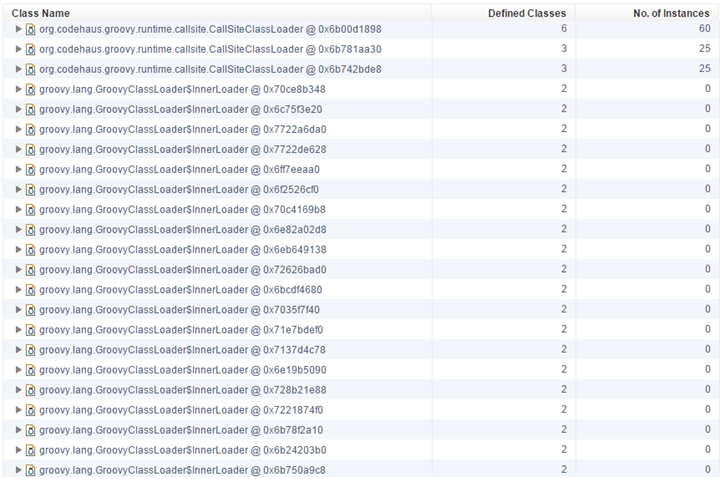 Class Name Defined Classes No. of Instances
org.codehaus.groovy.runtime.callsite.CallSiteClassLoader @ 0x6b00d1898 6 60
org.codehaus.groovy.runtime.callsite.CallSiteClassLoader @ 0x6b781aa30 3 25
org.codehaus.groovy.runtime.callsite.CallSiteClassLoader @ 0x6b742bde8 3 25
groovy.lang.GroovyClassLoader$InnerLoader @ 0x70ce8b348 2 0
groovy.lang.GroovyClassLoader$InnerLoader @ 0x6c75f3e20 2 0
groovy.lang.GroovyClassLoader$InnerLoader @ 0x7722a6da0 2 0
groovy.lang.GroovyClassLoader$InnerLoader @ 0x7722de628 2 0
groovy.lang.GroovyClassLoader$InnerLoader @ 0x6ff7eeaa0 2 0
groovy.lang.GroovyClassLoader$InnerLoader @ 0x6f2526cf0 2 0
groovy.lang.GroovyClassLoader$InnerLoader @ 0x70c4169b8 2 0
groovy.lang.GroovyClassLoader$InnerLoader @ 0x6e82a02d8 2 0
groovy.lang.GroovyClassLoader$InnerLoader @ 0x6eb649138 2 0
groovy.lang.GroovyClassLoader$InnerLoader @ 0x72626bad0 2 0
groovy.lang.GroovyClassLoader$InnerLoader @ 0x6bcdf4680 2 0
groovy.lang.GroovyClassLoader$InnerLoader @ 0x7035f7f40 2 0
groovy.lang.GroovyClassLoader$InnerLoader @ 0x71e7bdef0 2 0
groovy.lang.GroovyClassLoader$InnerLoader @ 0x7137d4c78 2 0
groovy.lang.GroovyClassLoader$InnerLoader @ 0x6e19b5090 2 0
groovy.lang.GroovyClassLoader$InnerLoader @ 0x728b21e88 2 0
groovy.lang.GroovyClassLoader$InnerLoader @ 0x7221874f0 2 0
groovy.lang.GroovyClassLoader$InnerLoader @ 0x6b78f2a10 2 0
groovy.lang.GroovyClassLoader$InnerLoader @ 0x6b24203b0 2 0
groovy.lang.GroovyClassLoader$InnerLoader @ 0x6b750a9c8 2 0